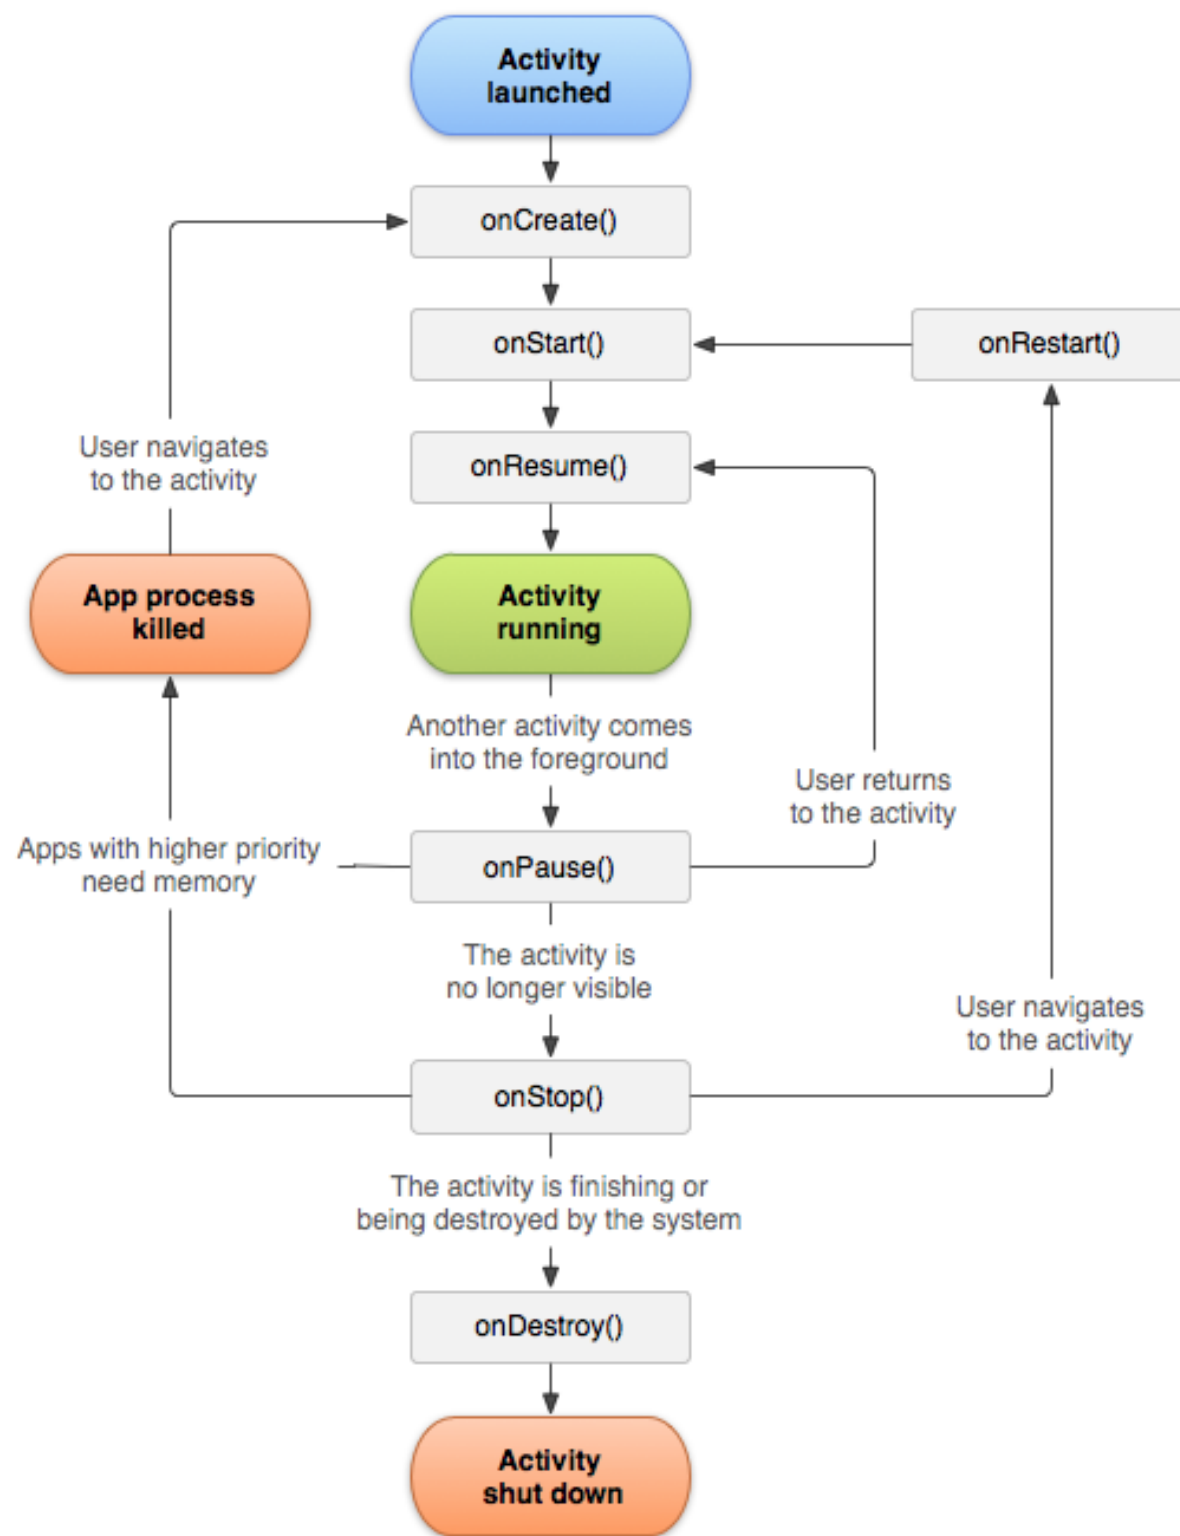 Activity
launched
onCreate()
onStart()
onRestart()
User navigates
to the activity
onResume()
App process
killed
Activity
running
Another activity comes
into the foreground
User returns
to the activity
Apps with higher priority
need memory
onPause()
The activity is
no longer visible
User navigates
to the activity
onStop()
The activity is finishing or
being destroyed by the system
onDestroy()
Activity
shut down